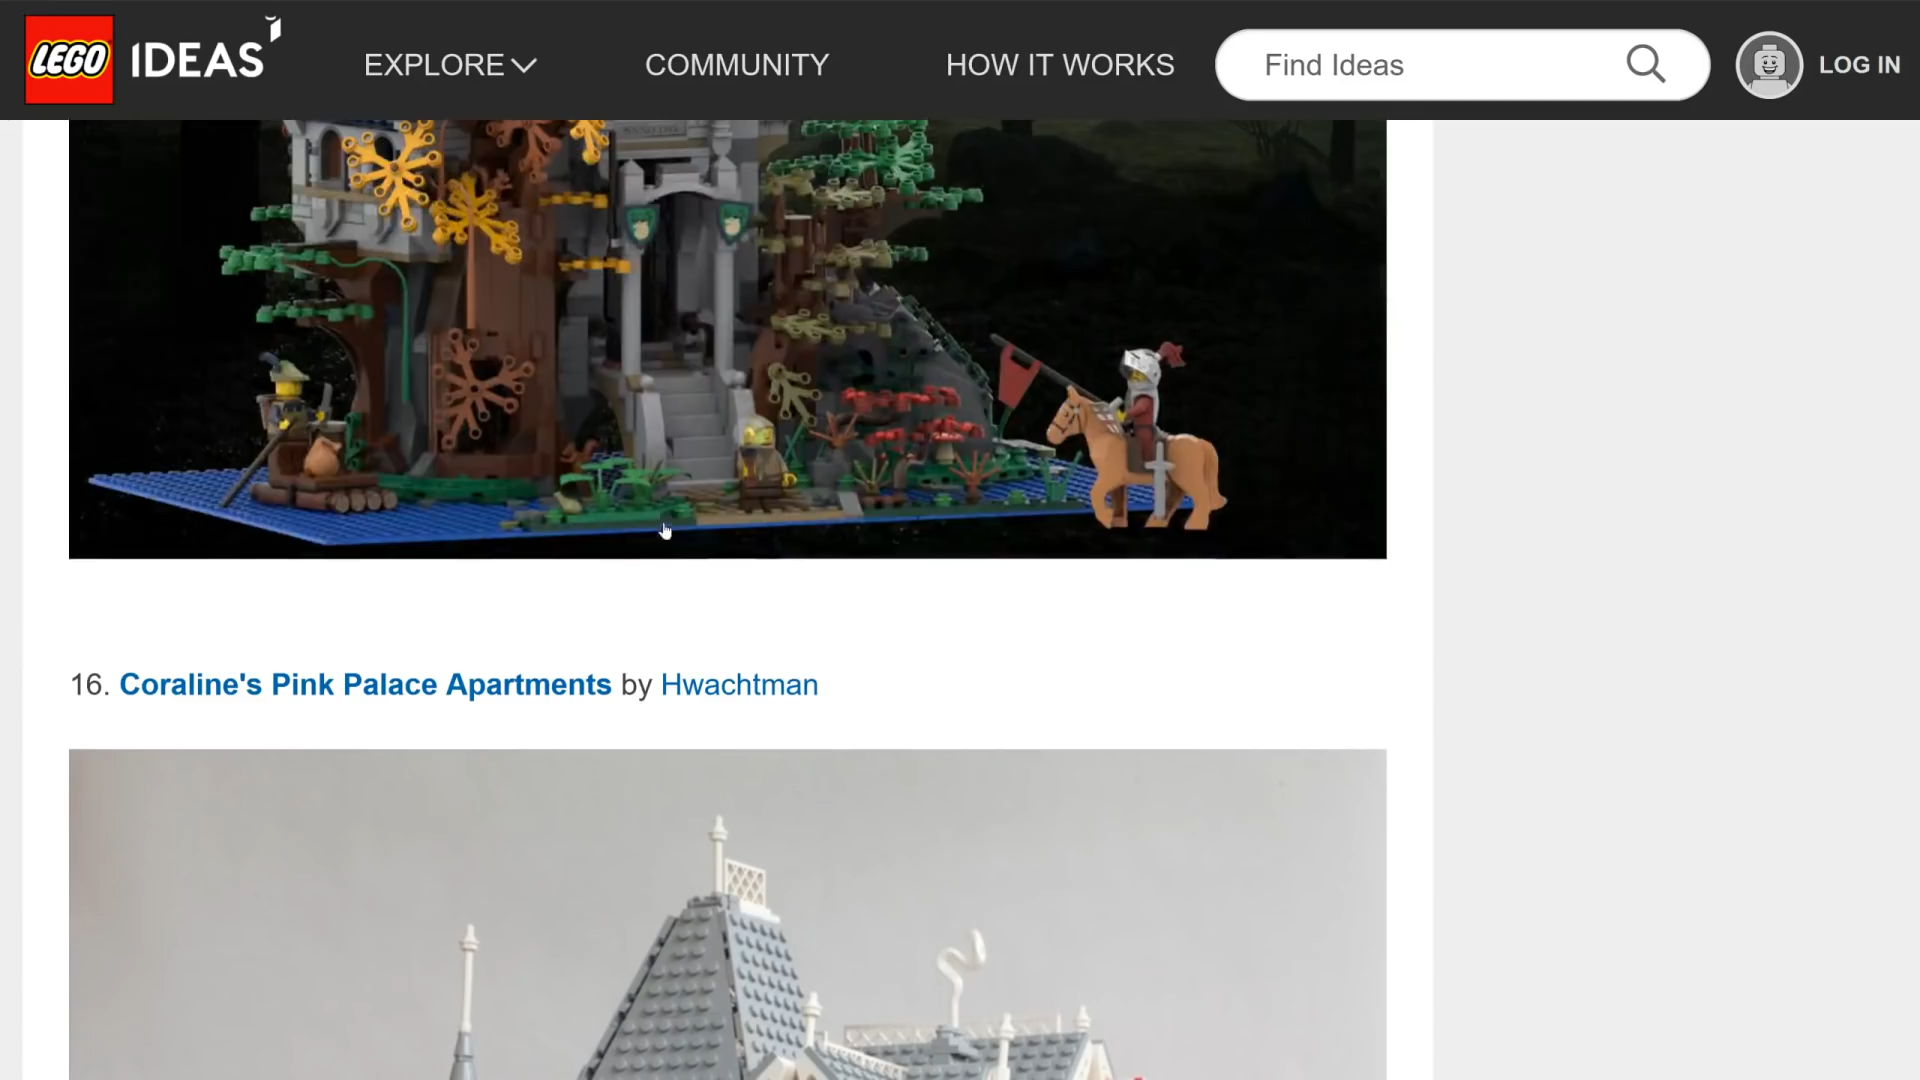 LEGO IDEAS
EXPLORE
COMMUNITY
HOW IT WORKS
Find Ideas
LOG IN
16. Coraline's Pink Palace Apartments by Hwachtman